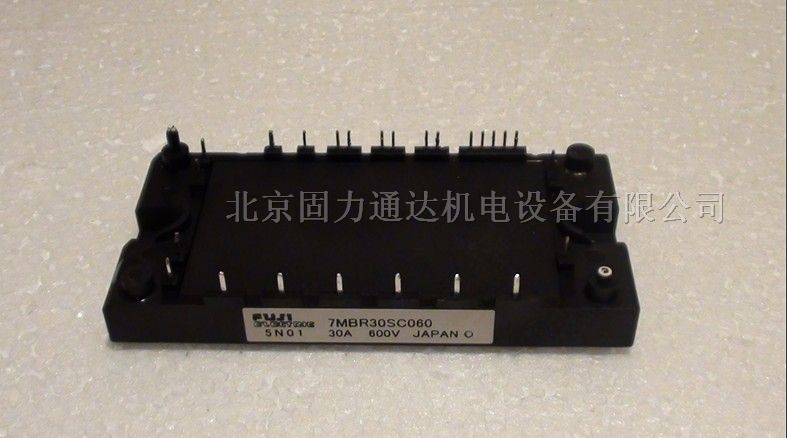 北京固力通达机电设备有限公司
FUJI 7MBR30SC060
ELECTRIC
5N01 30A 600V JAPAN O